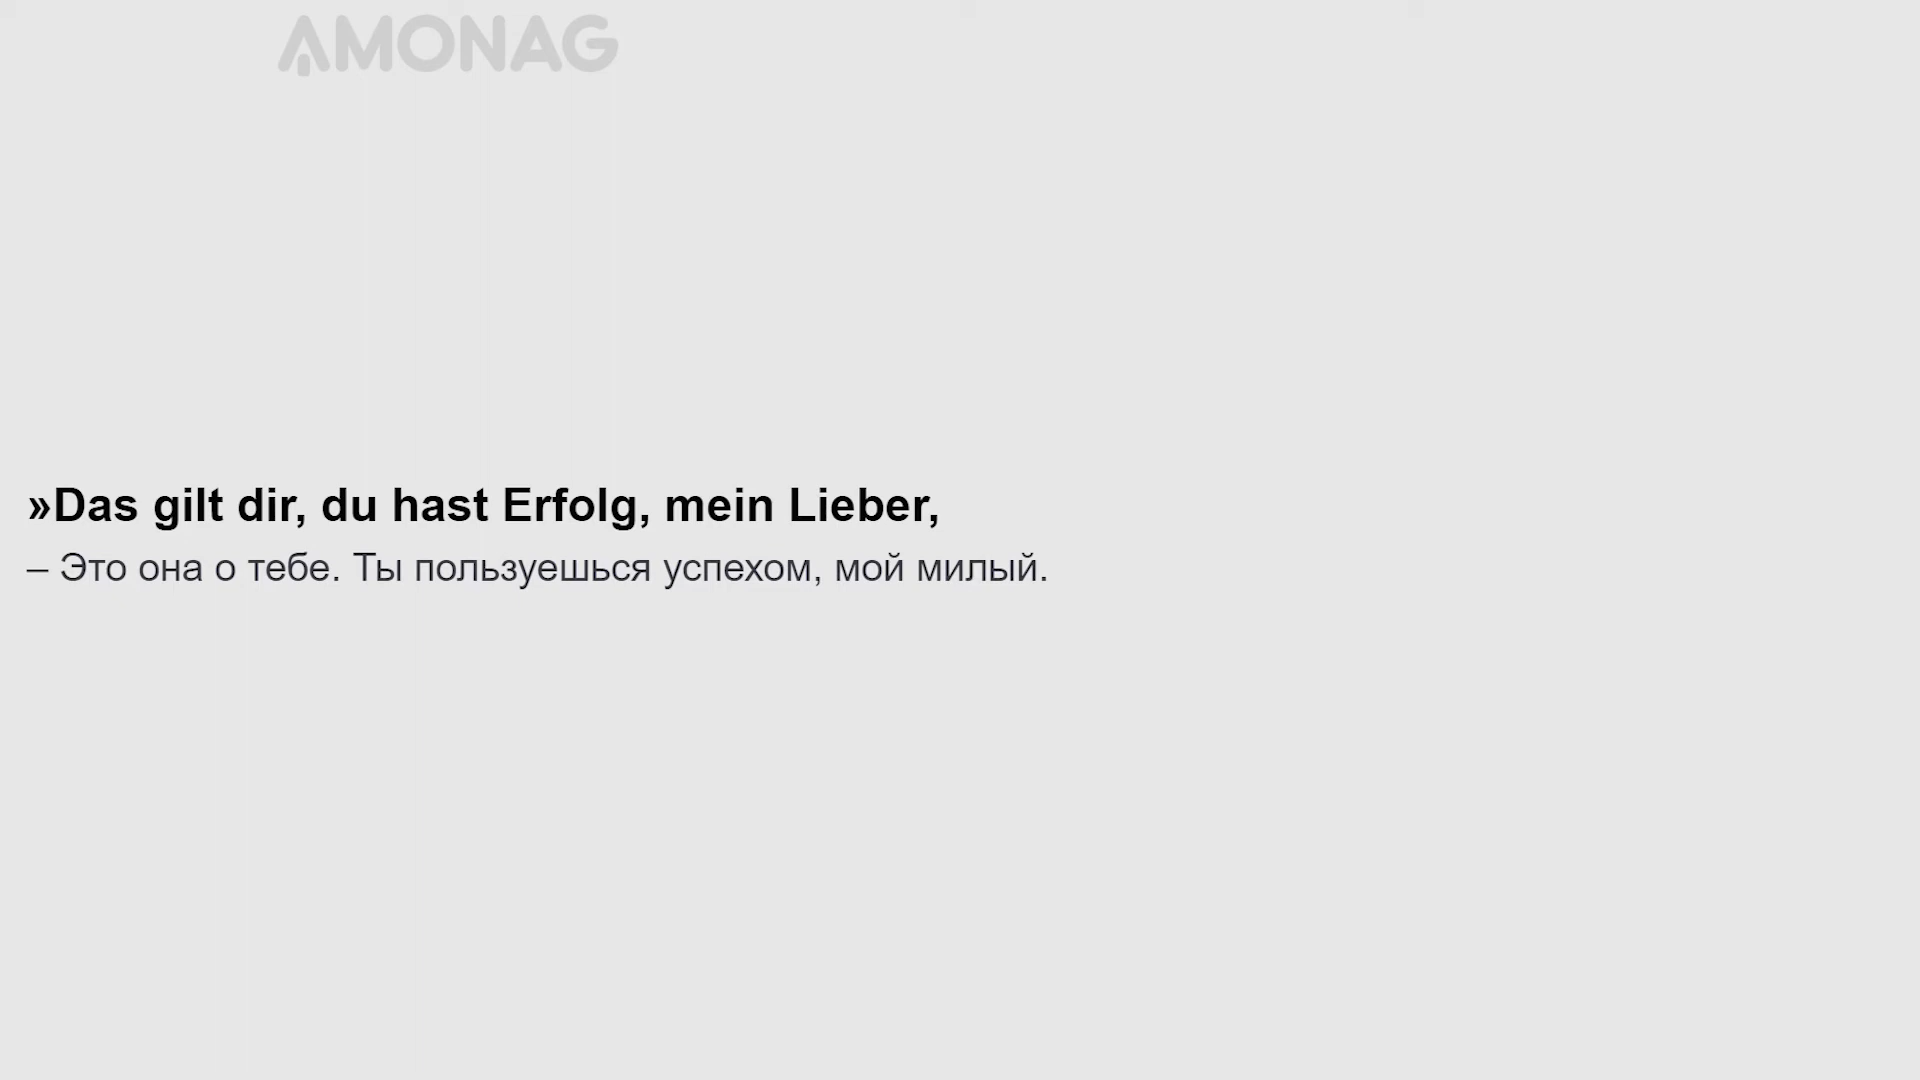 AMONAG
»Das gilt dir, du hast Erfolg, mein Lieber,
– Это она о тебе. Ты пользуешься успехом, мой милый.